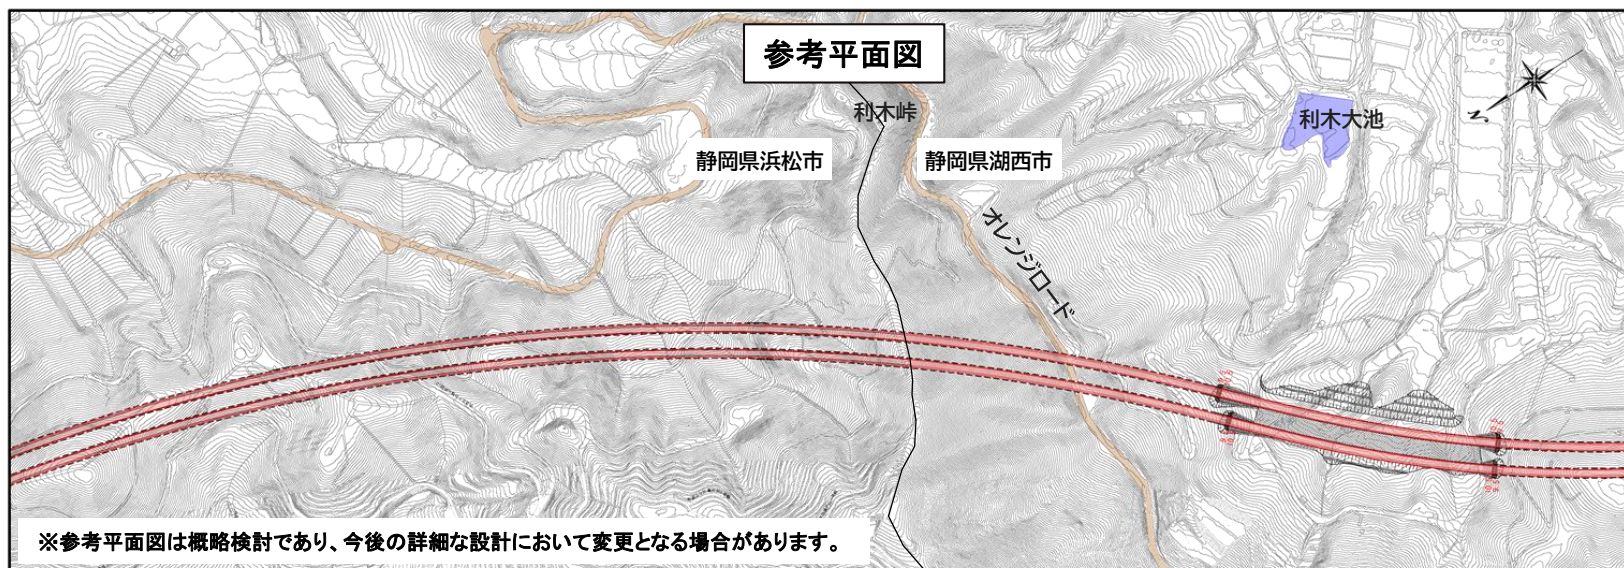 参考平面図
利木峠
利木大池
静岡県浜松市
静岡県湖西市
オレンジロード
※参考平面図は概略検討であり、今後の詳細な設計において変更となる場合があります。